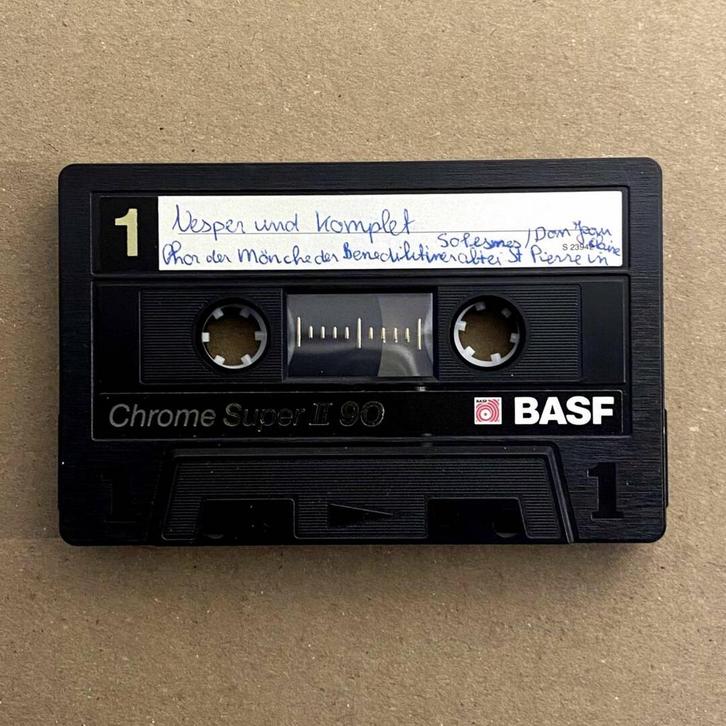 1 Vesper und Komplet
Solesmes / Dom Jean
Claire
Chor der Mönche der Benediktinerabtei St Pierre in
BASF
Chrome Super II 90 BASF
1 1